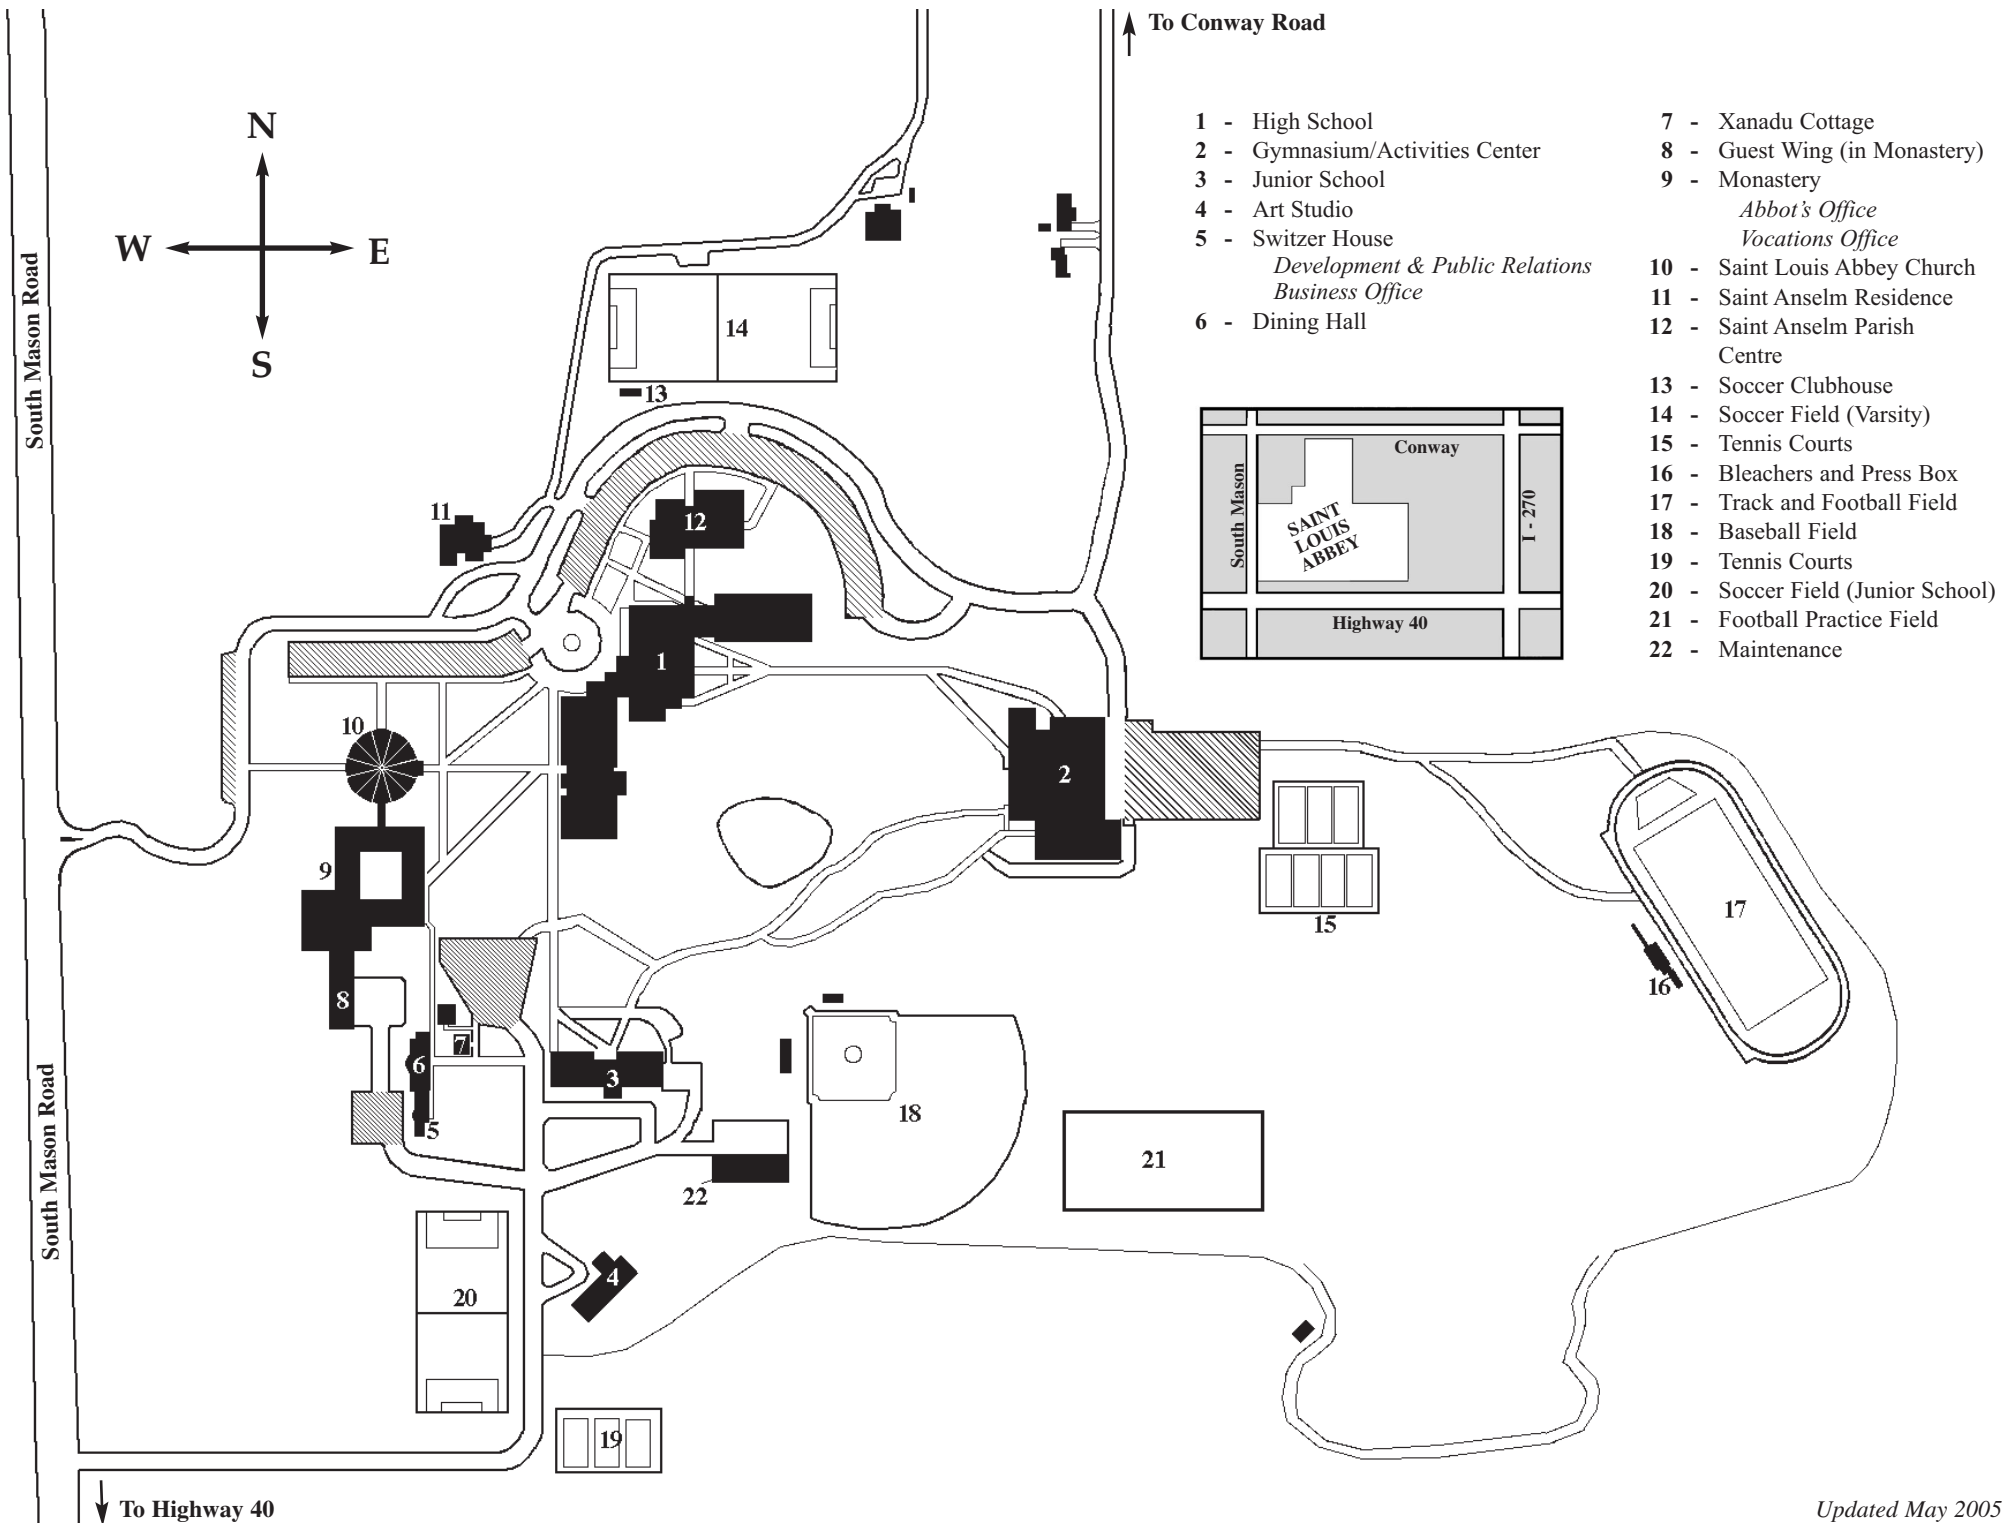 To Conway Road
N
W E
S
South Mason Road
South Mason Road
1 - High School
2 - Gymnasium/Activities Center
3 - Junior School
4 - Art Studio
5 - Switzer House
Development & Public Relations
Business Office
6 - Dining Hall
7 - Xanadu Cottage
8 - Guest Wing (in Monastery)
9 - Monastery
Abbot's Office
Vocations Office
10 - Saint Louis Abbey Church
11 - Saint Anselm Residence
12 - Saint Anselm Parish
Centre
13 - Soccer Clubhouse
14 - Soccer Field (Varsity)
15 - Tennis Courts
16 - Bleachers and Press Box
17 - Track and Football Field
18 - Baseball Field
19 - Tennis Courts
20 - Soccer Field (Junior School)
21 - Football Practice Field
22 - Maintenance
Conway
South Mason
SAINT
LOUIS
ABBEY
I - 270
Highway 40
14
13
11
12
1
10
2
9
15
17
16
8
7
6
3
5
18
21
22
4
20
19
To Highway 40
Updated May 2005